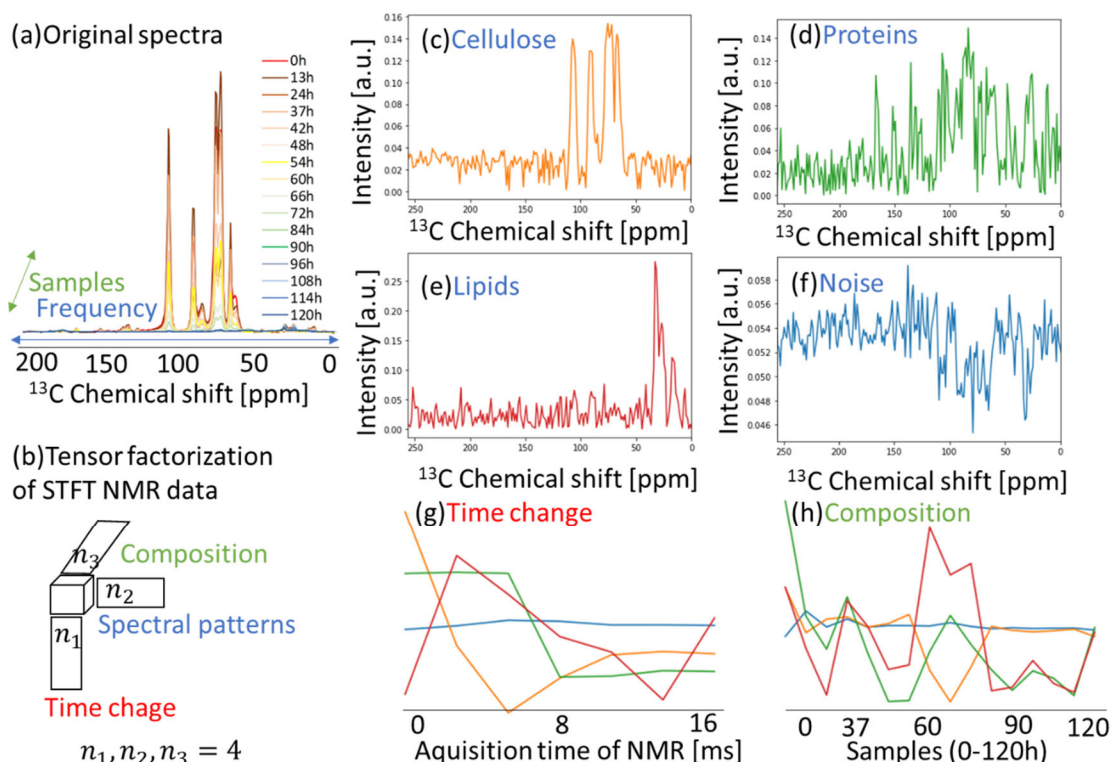 (a)Original spectra
0h
13h
24h
37h
42h
48h
54h
60h
66h
72h
84h
90h
96h
108h
114h
120h
Samples
Frequency
200 150 100 50 0
¹³C Chemical shift [ppm]
(b)Tensor factorization
of STFT NMR data
n₃
Composition
n₂
Spectral patterns
n₁
Time chage
n₁, n₂, n₃ = 4
(c)Cellulose
Intensity [a.u.]
0.16
0.14
0.12
0.10
0.08
0.06
0.04
0.02
0.00
250 200 150 100 50 0
¹³C Chemical shift [ppm]
(d)Proteins
Intensity [a.u.]
0.16
0.14
0.12
0.10
0.08
0.06
0.04
0.02
0.00
250 200 150 100 50 0
¹³C Chemical shift [ppm]
(e)Lipids
Intensity [a.u.]
0.25
0.20
0.15
0.10
0.05
0.00
250 200 150 100 50 0
¹³C Chemical shift [ppm]
(f)Noise
Intensity [a.u.]
0.058
0.056
0.054
0.052
0.050
0.048
0.046
250 200 150 100 50 0
¹³C Chemical shift [ppm]
(g)Time change
0 8 16
Aquisition time of NMR [ms]
(h)Composition
0 37 60 90 120
Samples (0-120h)